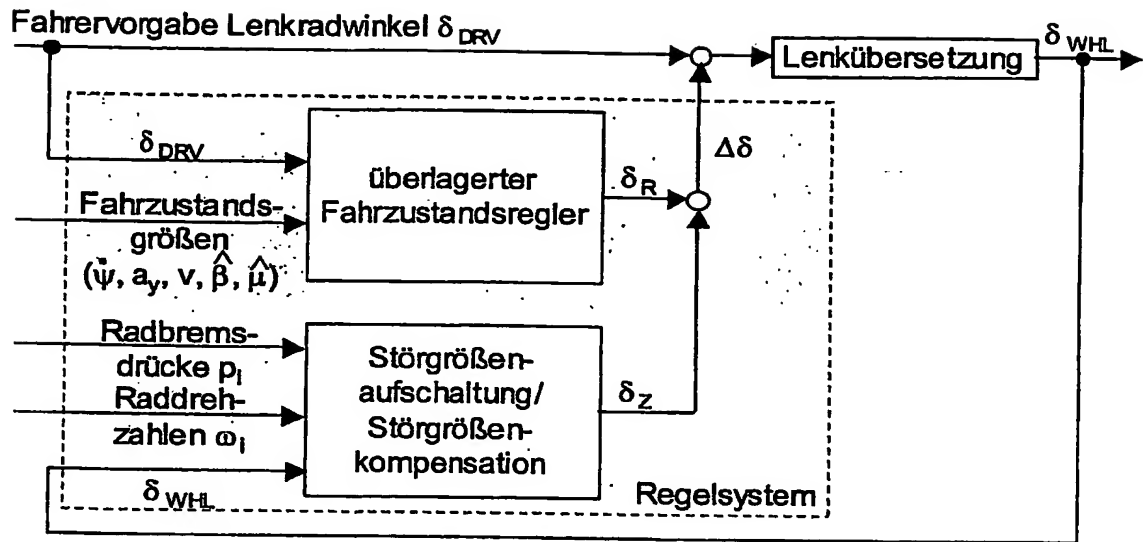 Fahrervorgabe Lenkradwinkel δ DRV
δ WHL
Lenkübersetzung
δ DRV
überlagerter
Fahrzustandsregler
δ R
Δδ
Fahrzustands-
größen
(ψ̇, a y, v, β̂, μ̂)
Radbrems-
drücke p i
Raddreh-
zahlen ω i
δ WHL
Störgrößen-
aufschaltung/
Störgrößen-
kompensation
δ Z
Regelsystem